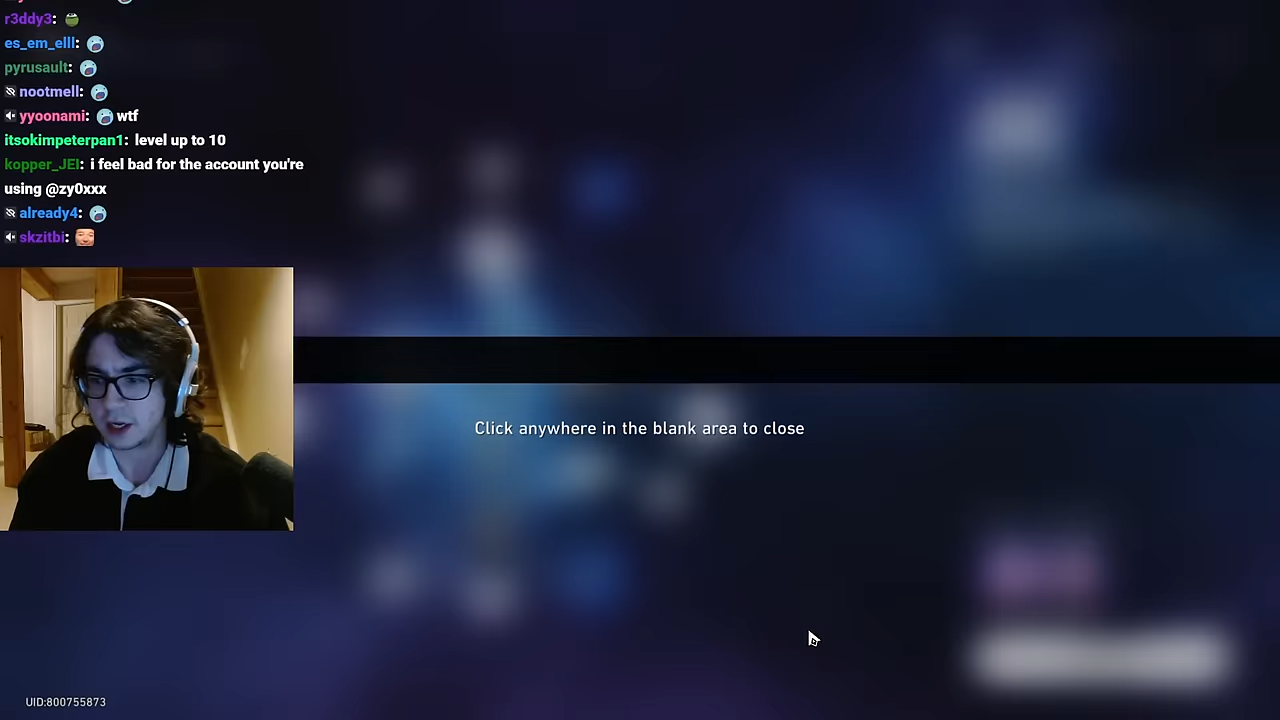 r3ddy3:
es_em_elll:
pyrusault:
nootmell:
yyoonami: wtf
itsokimpeterpan1: level up to 10
kopper_JEI: i feel bad for the account you're
using @zy0xxx
already4:
skzitbi:
Click anywhere in the blank area to close
UID:800755873